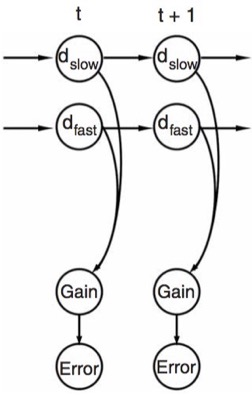 t t + 1
dslow dslow
dfast dfast
Gain Gain
Error Error